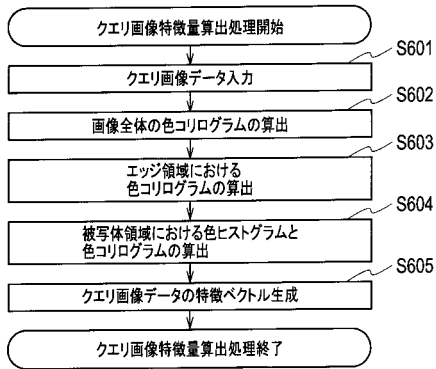 クエリ画像特徴量算出処理開始
S601
クエリ画像データ入力
S602
画像全体の色コリログラムの算出
S603
エッジ領域における
色コリログラムの算出
S604
被写体領域における色ヒストグラムと
色コリログラムの算出
S605
クエリ画像データの特徴ベクトル生成
クエリ画像特徴量算出処理終了